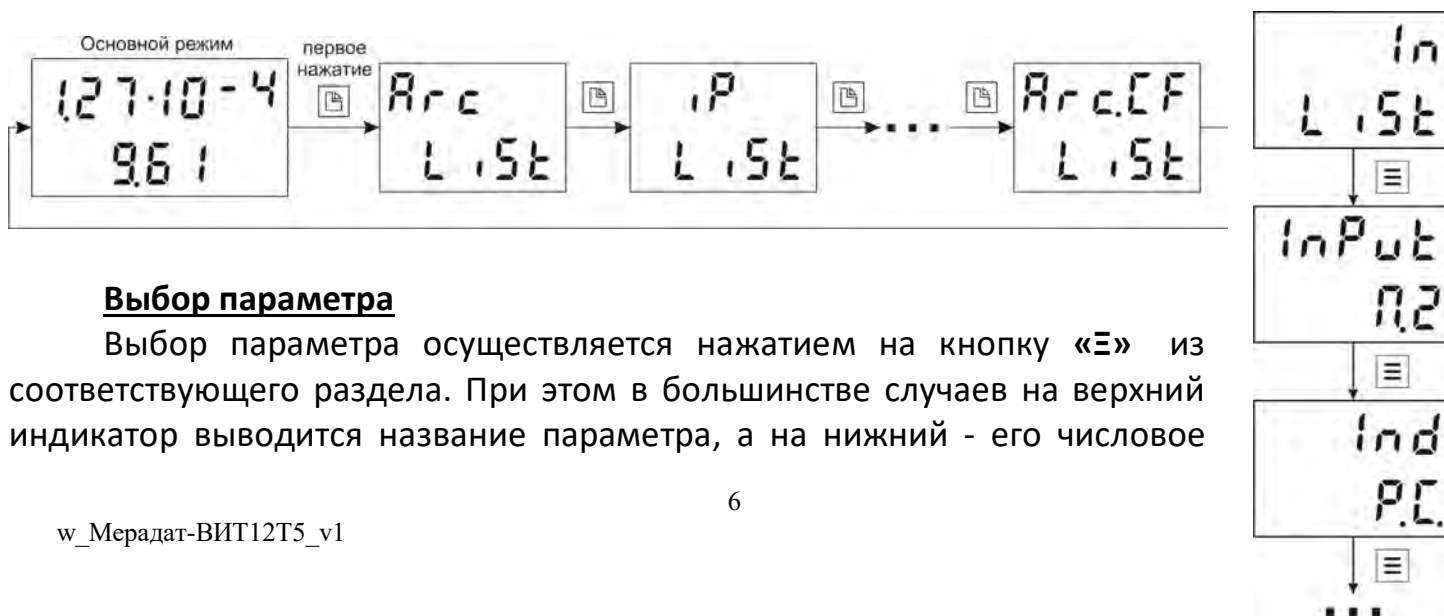 Основной режим
первое
нажатие
1,27·10-4
9,61
Arc
LiSt
iP
LiSt
Arc.CF
LiSt
In
LiSt
InPut
П.2
Ind
P.C.
Выбор параметра
Выбор параметра осуществляется нажатием на кнопку «Ξ» из
соответствующего раздела. При этом в большинстве случаев на верхний
индикатор выводится название параметра, а на нижний - его числовое
6
w_Мерадат-ВИТ12Т5_v1